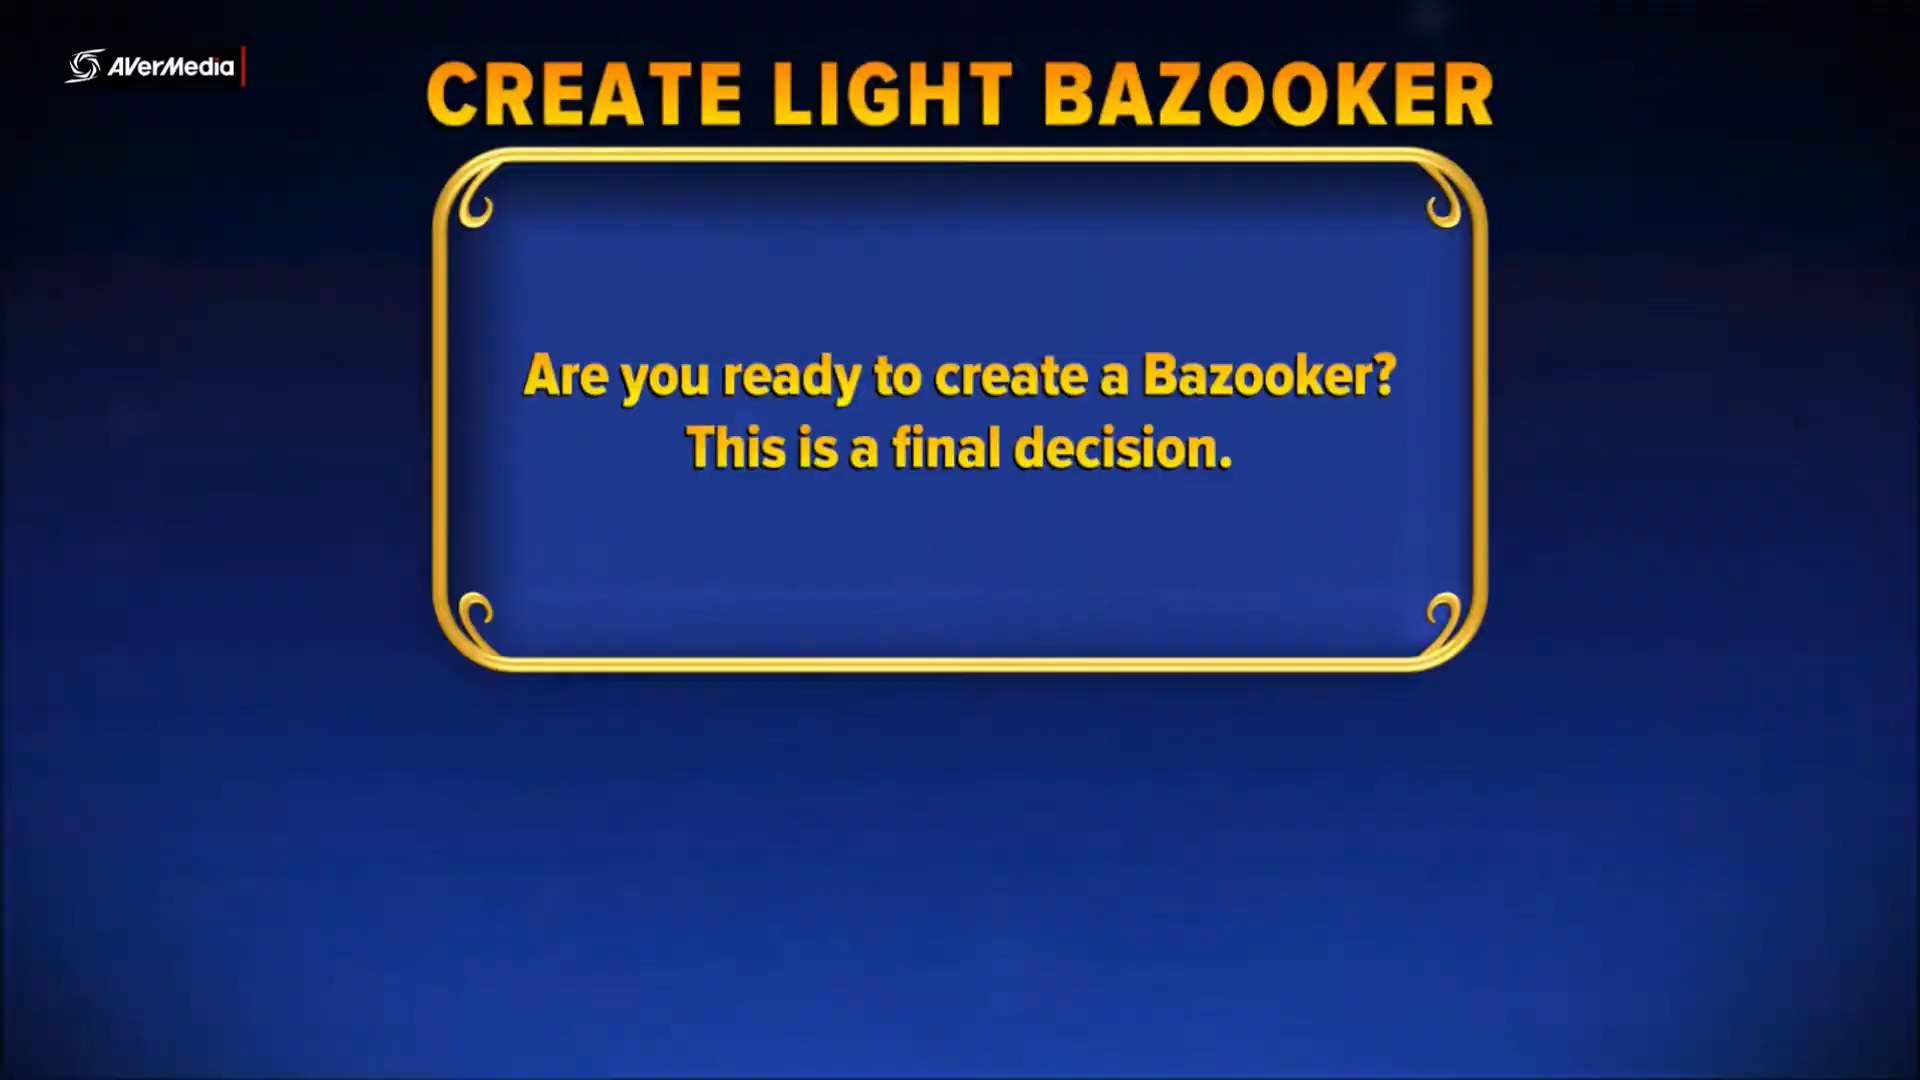 AVerMedia
CREATE LIGHT BAZOOKER
Are you ready to create a Bazooker?
This is a final decision.